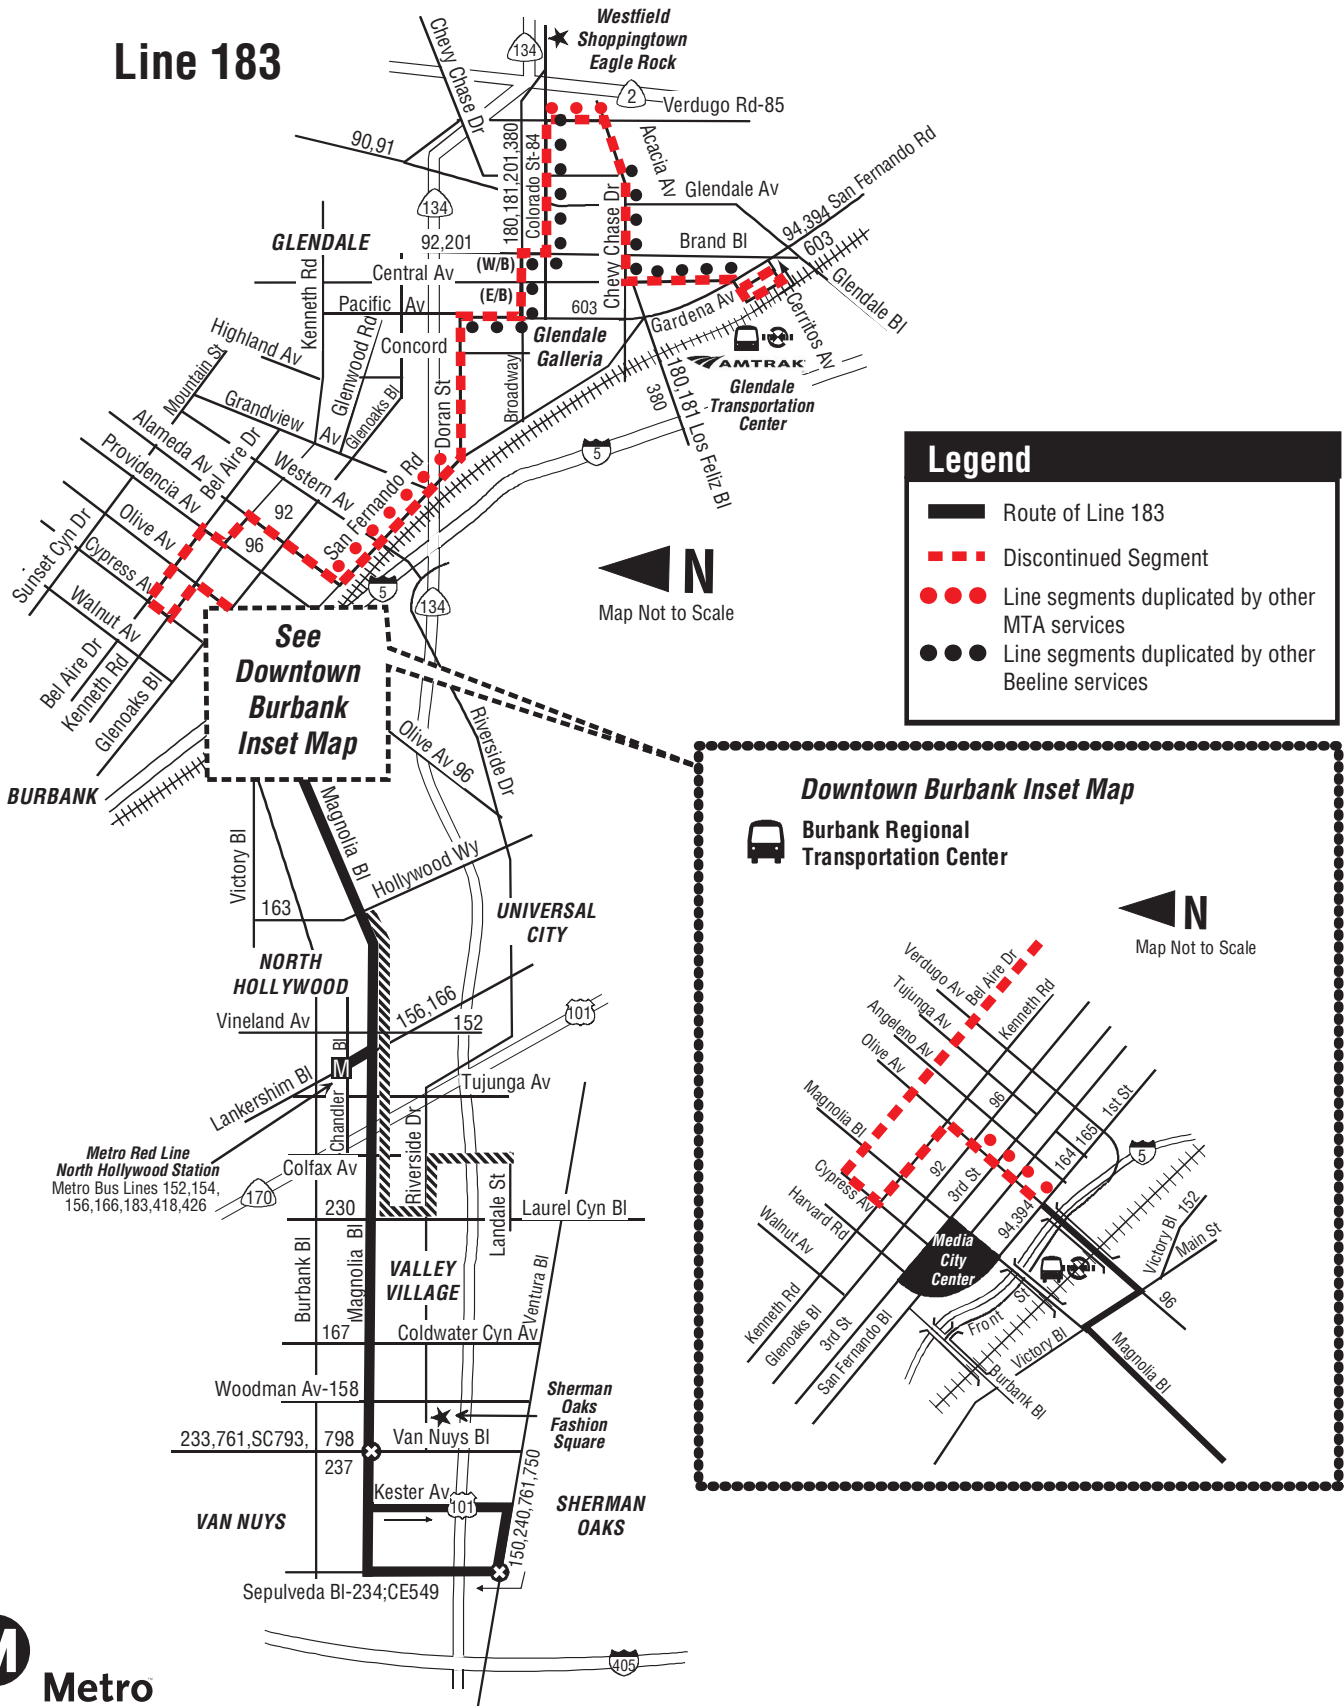 Line 183
Westfield
Shoppingtown
Eagle Rock
Chevy Chase Dr
134
2
Verdugo Rd-85
90,91
180,181,201,380
Colorado St-84
Acacia Av
Chevy Chase Dr
Glendale Av
94,394 San Fernando Rd
603
134
GLENDALE
92,201
(W/B)
Brand Bl
Kenneth Rd
Central Av
(E/B)
Glendale Bl
Pacific Av
603
Gardena Av
Cerritos Av
Highland Av
Glenwood Rd
Concord
Glendale
Galleria
AMTRAK
Mountain St
Doran St
Broadway
380
180,181 Los Feliz Bl
Glendale
Transportation
Center
Grandview Av
Glenoaks Bl
Alameda Av
Providencia Av
Bel Aire Dr
Western Av
San Fernando Rd
5
92
96
Olive Av
Sunset Cyn Dr
Cypress Av
Walnut Av
5
134
N
Map Not to Scale
Legend
Route of Line 183
Discontinued Segment
Line segments duplicated by other
MTA services
Line segments duplicated by other
Beeline services
See
Downtown
Burbank
Inset Map
Bel Aire Dr
Kenneth Rd
Glenoaks Bl
BURBANK
Olive Av 96
Riverside Dr
Magnolia Bl
Victory Bl
Hollywood Wy
163
UNIVERSAL
CITY
NORTH
HOLLYWOOD
156,166
Vineland Av
152
101
M
Lankershim Bl
Chandler Bl
Tujunga Av
Riverside Dr
Metro Red Line
North Hollywood Station
Metro Bus Lines 152,154,
156,166,183,418,426
Colfax Av
170
Landale St
230
Laurel Cyn Bl
Burbank Bl
Magnolia Bl
VALLEY
VILLAGE
Ventura Bl
167
Coldwater Cyn Av
Woodman Av-158
Sherman
Oaks
Fashion
Square
233,761,SC793,
798
Van Nuys Bl
237
Kester Av
101
150,240,761,750
VAN NUYS
SHERMAN
OAKS
Sepulveda Bl-234;CE549
405
M
Metro
Downtown Burbank Inset Map
Burbank Regional
Transportation Center
N
Map Not to Scale
Verdugo Av
Tujunga Av
Angeleno Av
Olive Av
Bel Aire Dr
Kenneth Rd
Magnolia Bl
96
1st St
Cypress Av
92
3rd St
164
165
5
Harvard Rd
Walnut Av
94,394
Media
City
Center
Victory Bl
152
Main St
Kenneth Rd
Glenoaks Bl
3rd St
San Fernando Bl
Front St
Victory Bl
96
Magnolia Bl
Burbank Bl